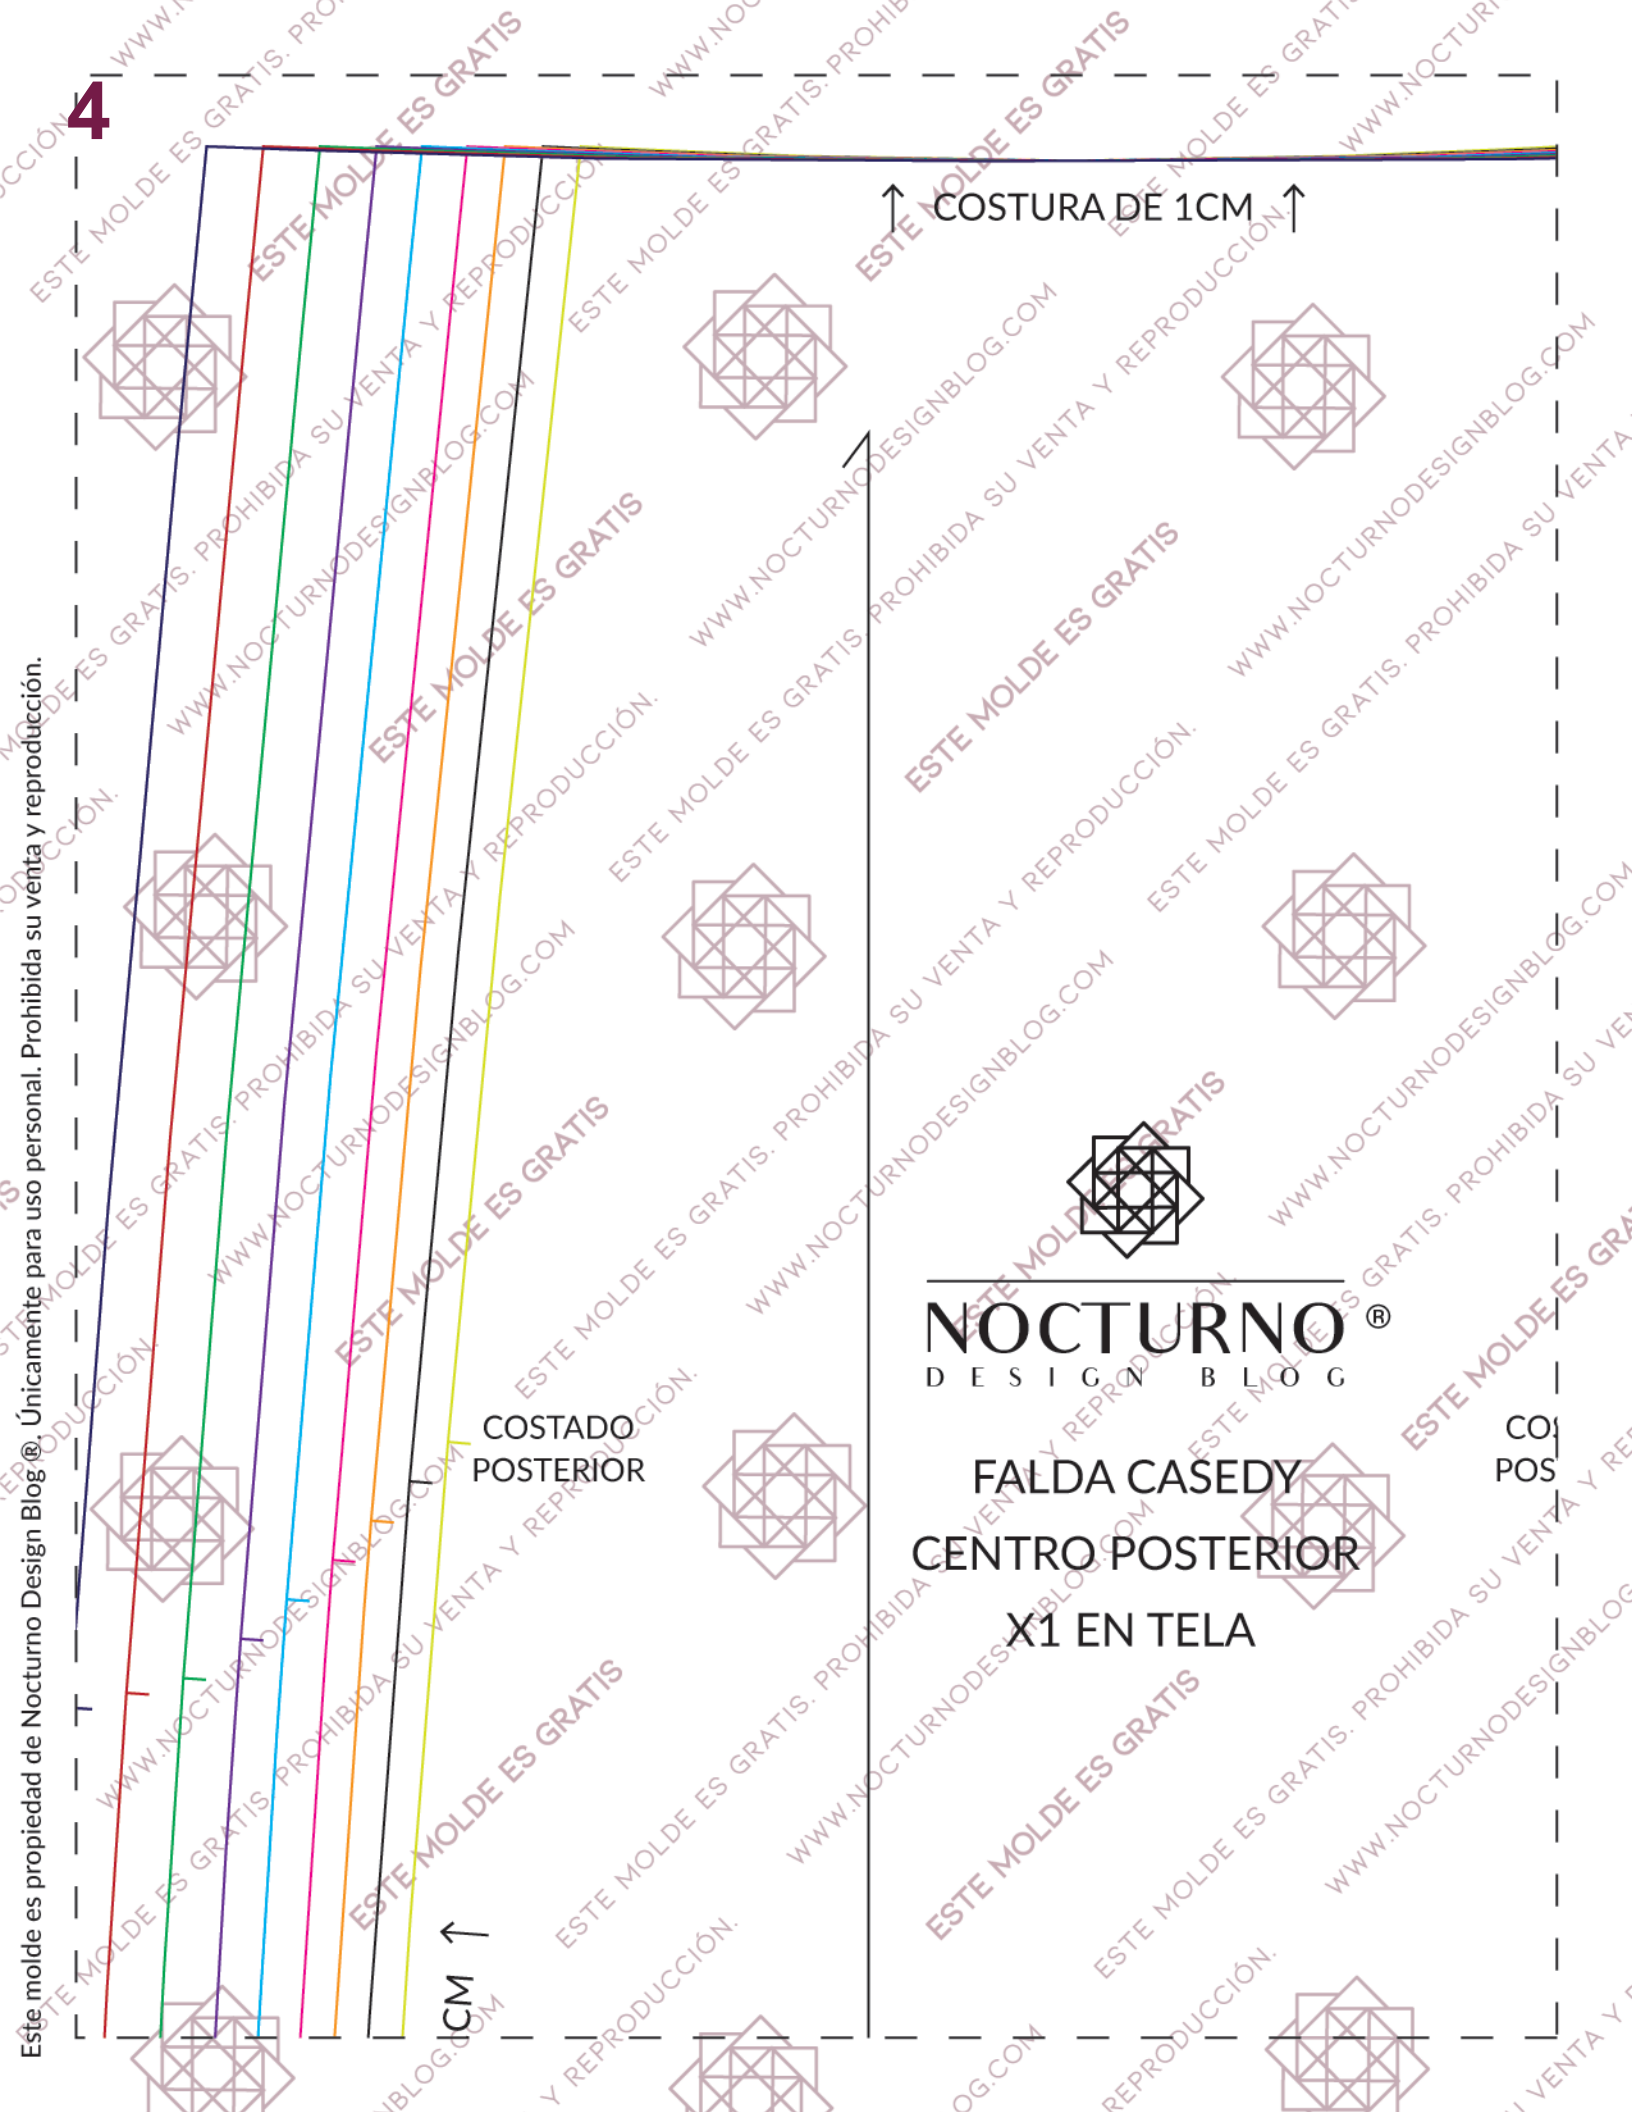 4
↑ COSTURA DE 1CM ↑
NOCTURNO ®
DESIGN BLOG
COSTADO
POSTERIOR
FALDA CASEDY
CENTRO POSTERIOR
X1 EN TELA
CM ↑
Este molde es propiedad de Nocturno Design Blog ®. Únicamente para uso personal. Prohibida su venta y reproducción.
ESTE MOLDE ES GRATIS
ESTE MOLDE ES GRATIS. PROHIBIDA SU VENTA Y REPRODUCCIÓN.
WWW.NOCTURNODESIGNBLOG.COM